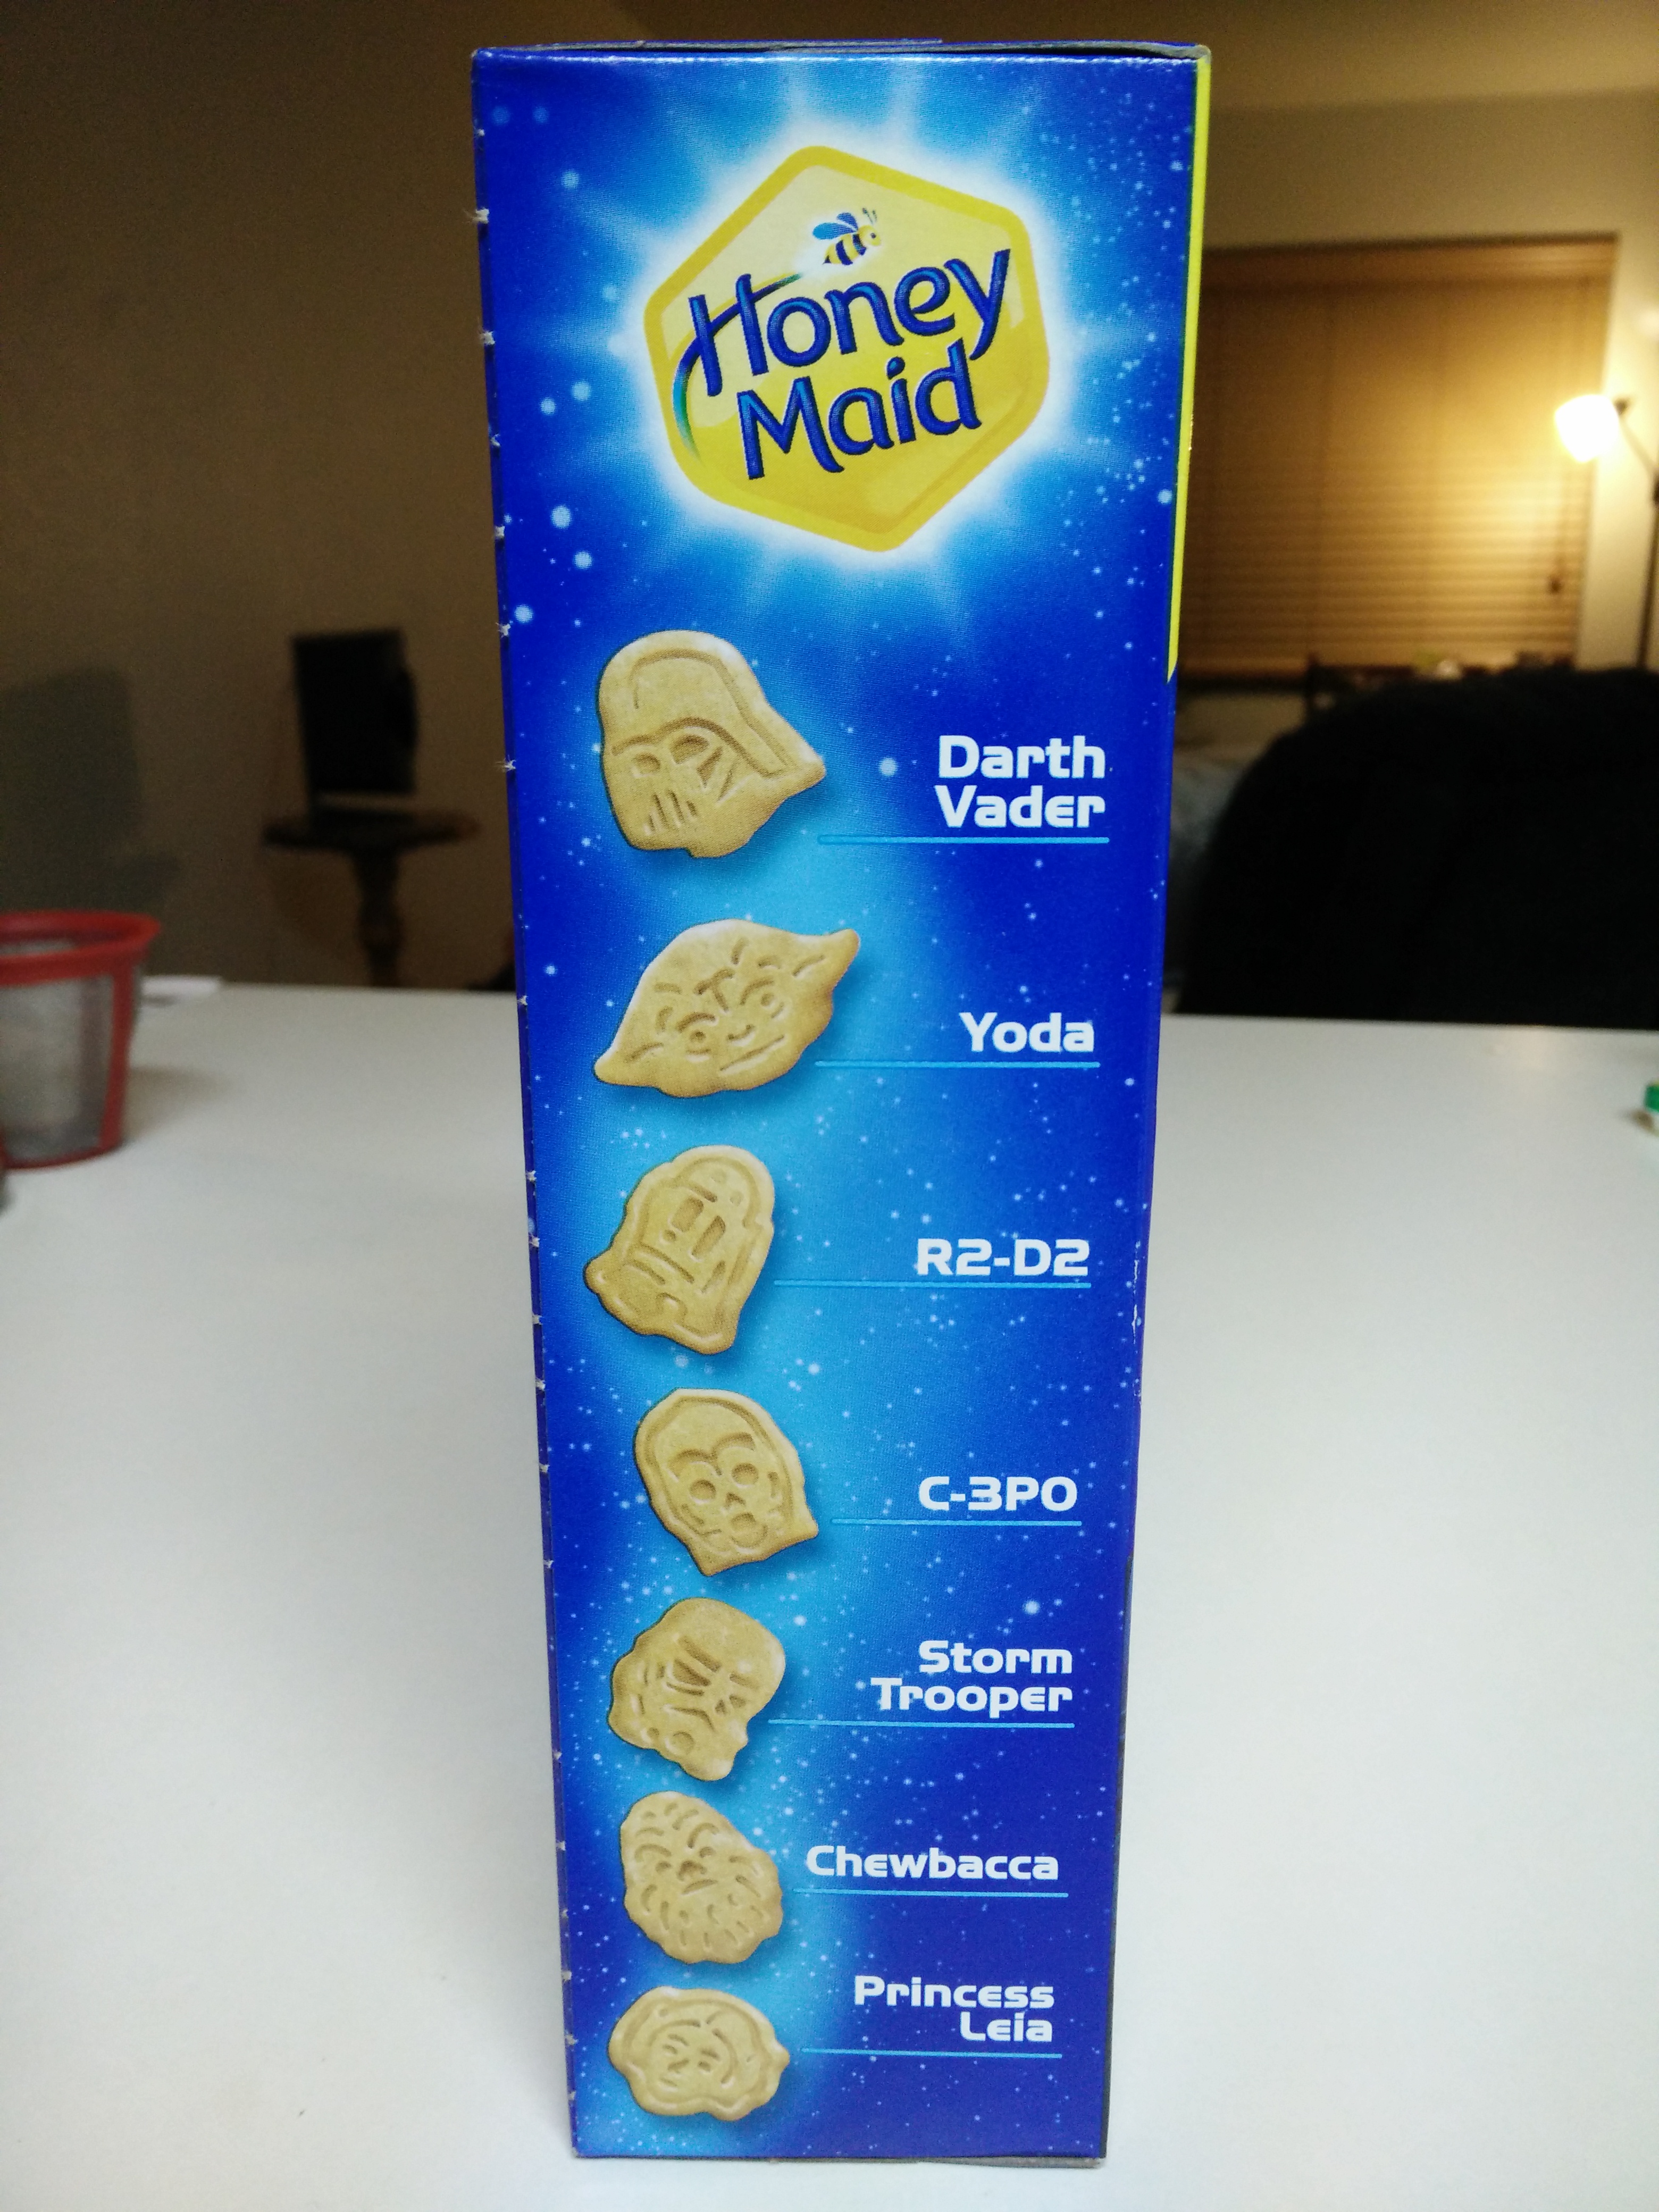 Honey
Maid
Darth
Vader
Yoda
R2-D2
C-3PO
Storm
Trooper
Chewbacca
Princess
Leia